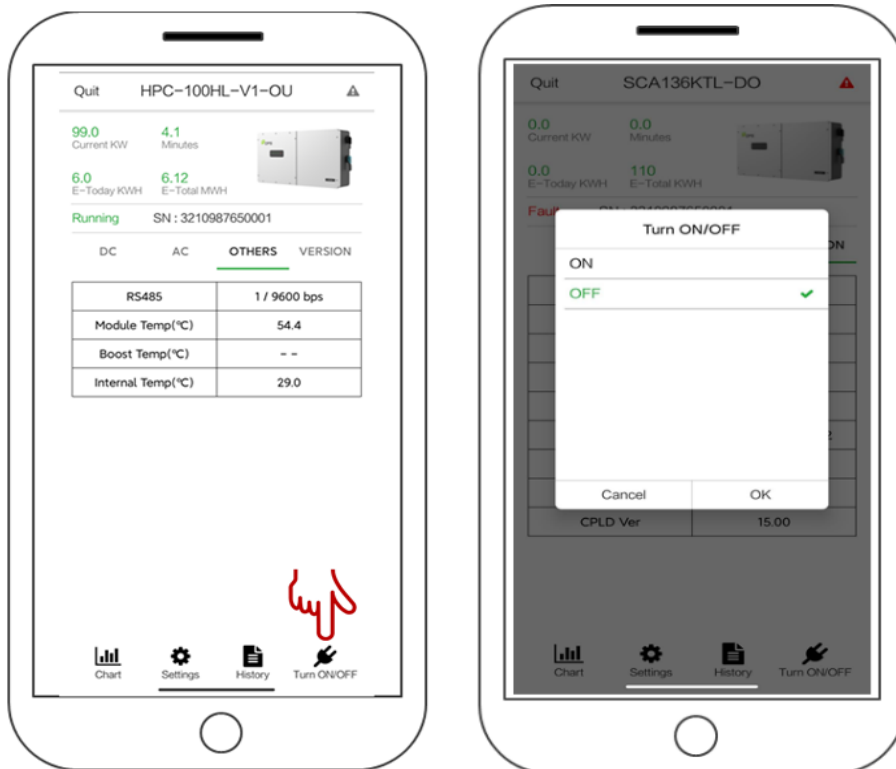 Quit HPC-100HL-V1-OU
99.0 4.1
Current KW Minutes
6.0 6.12
E-Today KWH E-Total MWH
Running SN : 3210987650001
DC AC OTHERS VERSION
RS485 1 / 9600 bps
Module Temp(℃) 54.4
Boost Temp(℃) - -
Internal Temp(℃) 29.0
Chart Settings History Turn ON/OFF
Quit SCA136KTL-DO
0.0 0.0
Current KW Minutes
0.0 110
E-Today KWH E-Total KWH
Turn ON/OFF
ON
OFF
Cancel OK
CPLD Ver 15.00
Chart Settings History Turn ON/OFF